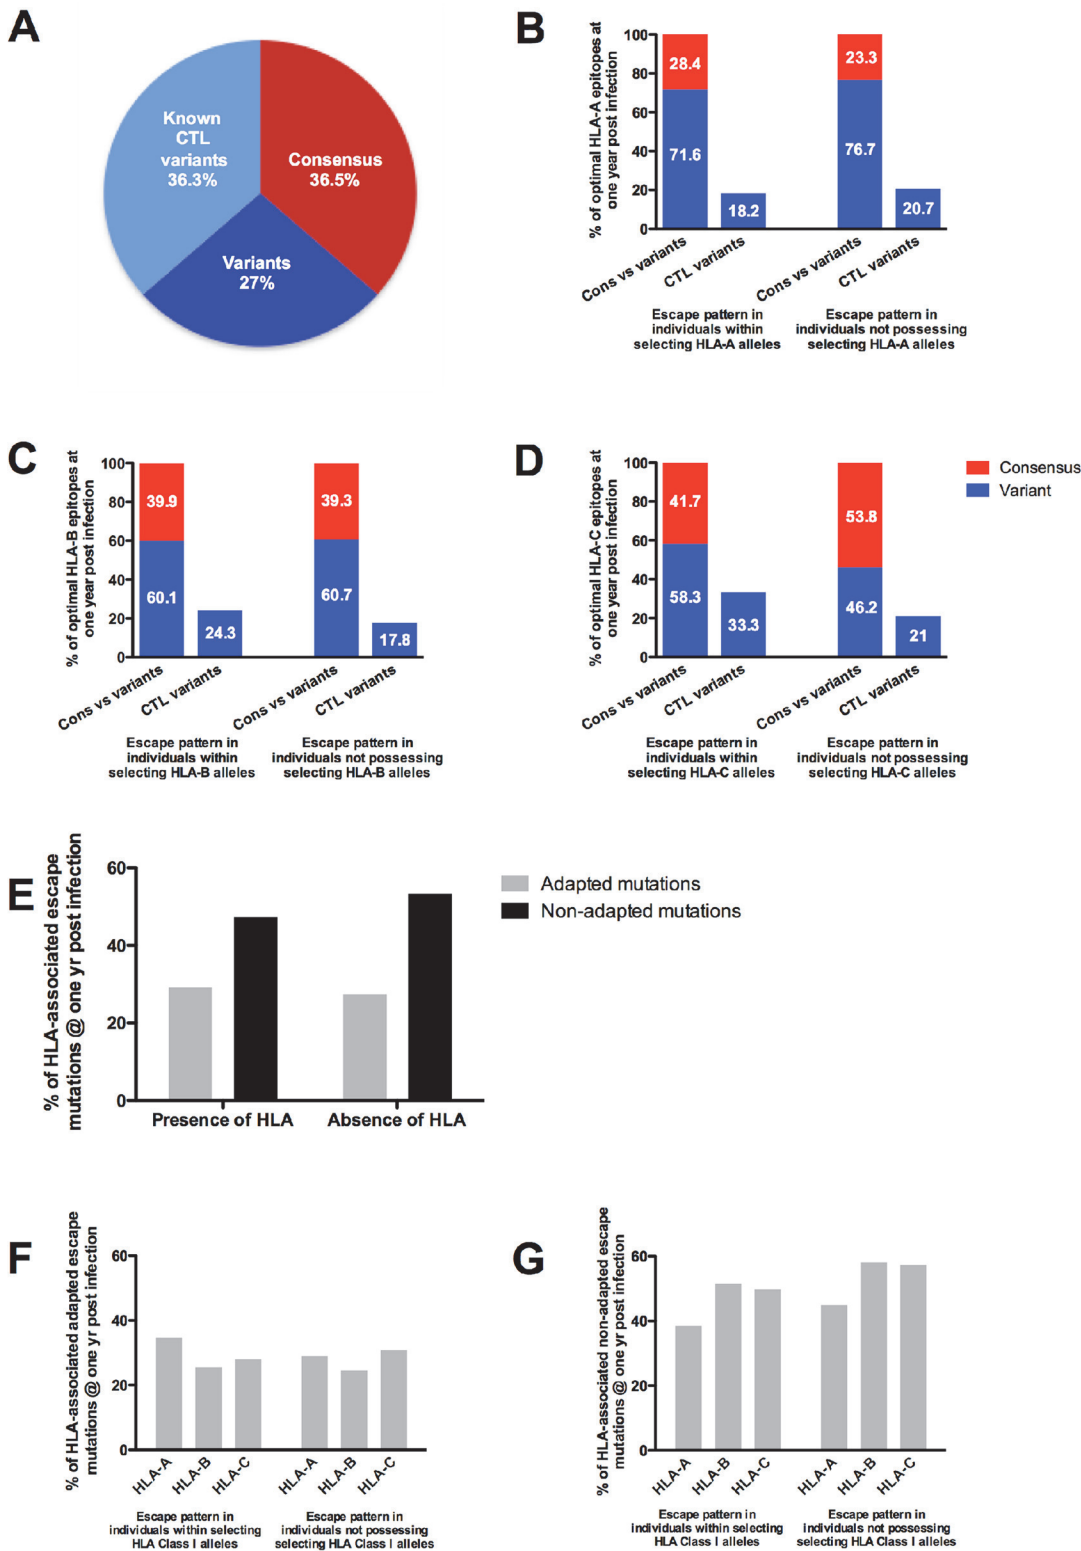 A
Known
CTL
variants
36.3%
Consensus
36.5%
Variants
27%
B
% of optimal HLA-A epitopes at
one year post infection
100
80
60
40
20
0
28.4
71.6
18.2
23.3
76.7
20.7
Cons vs variants
CTL variants
Cons vs variants
CTL variants
Escape pattern in
individuals within
selecting HLA-A alleles
Escape pattern in
individuals not possessing
selecting HLA-A alleles
C
% of optimal HLA-B epitopes at
one year post infection
100
80
60
40
20
0
39.9
60.1
24.3
39.3
60.7
17.8
Cons vs variants
CTL variants
Cons vs variants
CTL variants
Escape pattern in
individuals within
selecting HLA-B alleles
Escape pattern in
individuals not possessing
selecting HLA-B alleles
D
% of optimal HLA-C epitopes at
one year post infection
100
80
60
40
20
0
41.7
58.3
33.3
53.8
46.2
21
Cons vs variants
CTL variants
Cons vs variants
CTL variants
Escape pattern in
individuals within
selecting HLA-C alleles
Escape pattern in
individuals not possessing
selecting HLA-C alleles
Consensus
Variant
E
% of HLA-associated escape
mutations @ one yr post infection
60
40
20
0
Presence of HLA
Absence of HLA
Adapted mutations
Non-adapted mutations
F
% of HLA-associated adapted escape
mutations @ one yr post infection
60
40
20
0
HLA-A
HLA-B
HLA-C
HLA-A
HLA-B
HLA-C
Escape pattern in
individuals within selecting
HLA Class I alleles
Escape pattern in
individuals not possessing
selecting HLA Class I alleles
G
% of HLA-associated non-adapted escape
mutations @ one yr post infection
60
40
20
0
HLA-A
HLA-B
HLA-C
HLA-A
HLA-B
HLA-C
Escape pattern in
individuals within selecting
HLA Class I alleles
Escape pattern in
individuals not possessing
selecting HLA Class I alleles